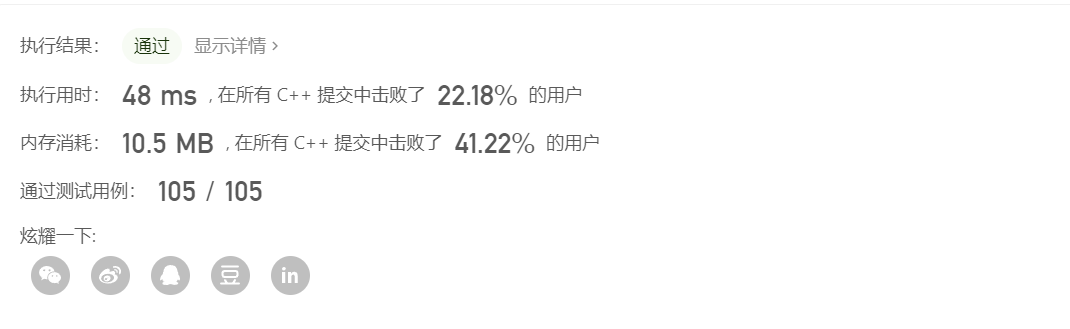 执行结果： 通过 显示详情 ›
执行用时： 48 ms , 在所有 C++ 提交中击败了 22.18% 的用户
内存消耗： 10.5 MB , 在所有 C++ 提交中击败了 41.22% 的用户
通过测试用例： 105 / 105
炫耀一下:
豆 in